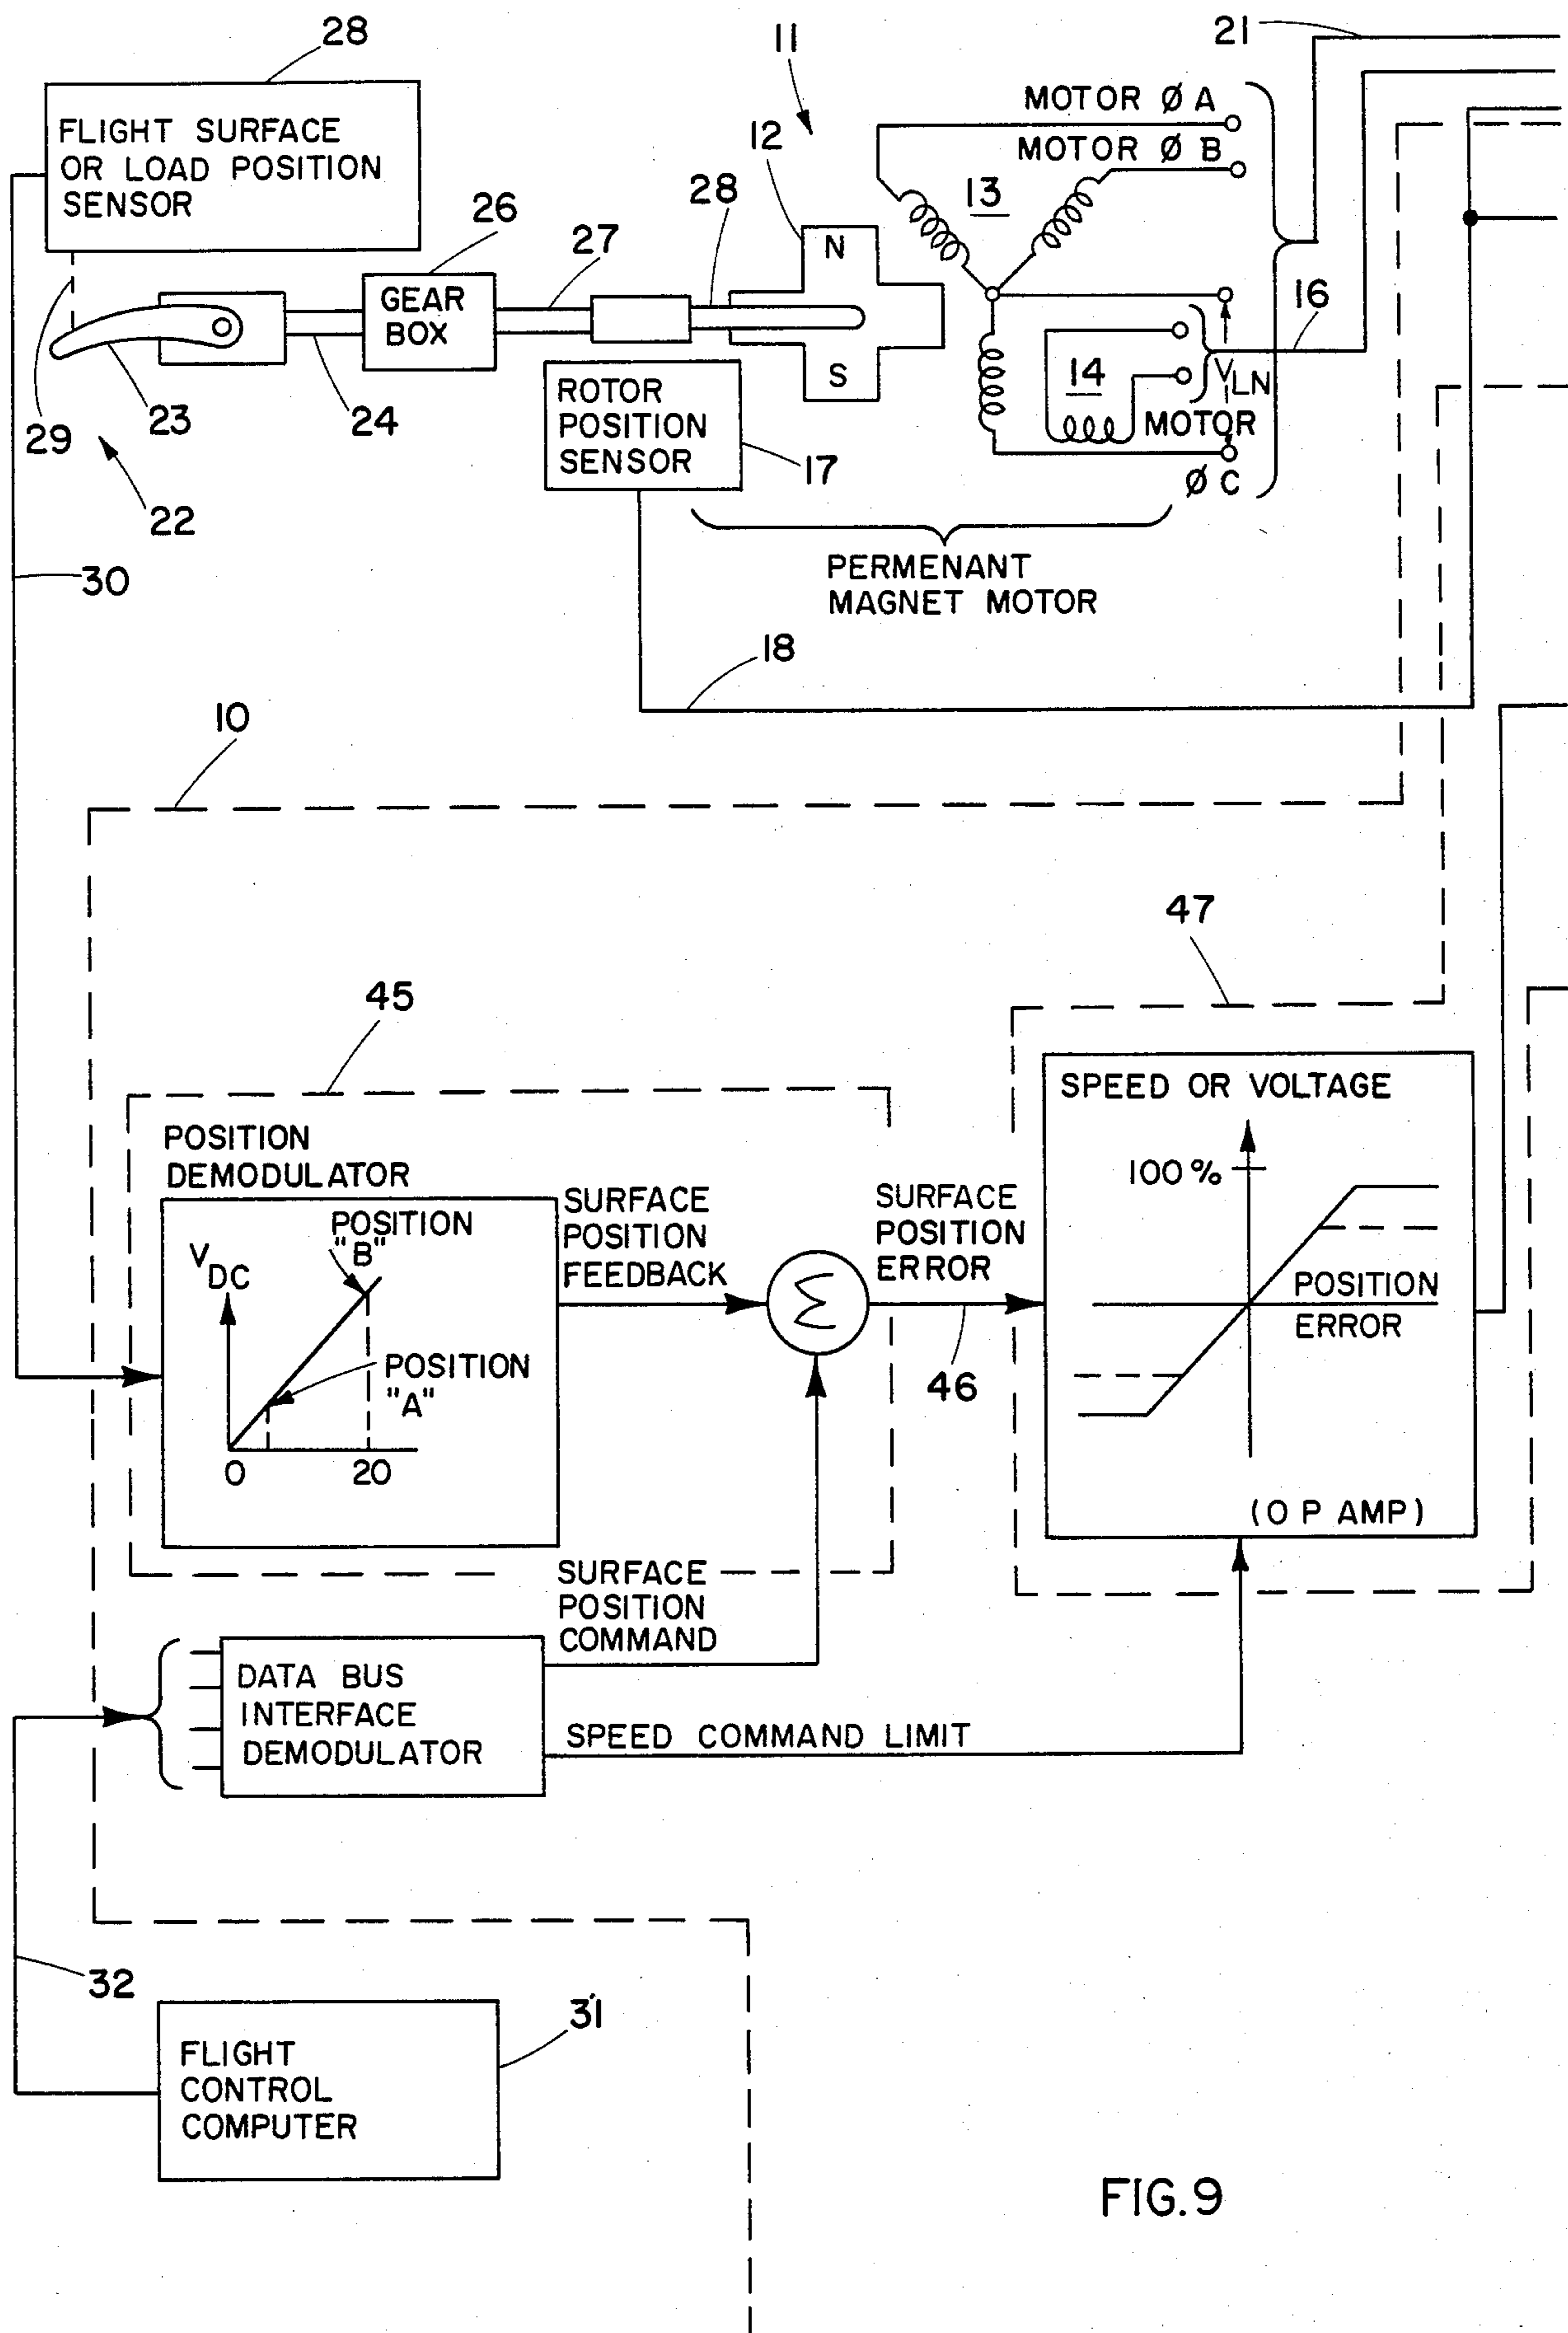 28
FLIGHT SURFACE
OR LOAD POSITION
SENSOR
11
21
MOTOR Ø A
MOTOR Ø B
12
13
28
26
27
N
GEAR
BOX
S
16
14
V LN
MOTOR
Ø C
ROTOR
POSITION
SENSOR
17
29
23
24
22
PERMENANT
MAGNET MOTOR
30
18
10
47
45
SPEED OR VOLTAGE
100%
POSITION
ERROR
(OP AMP)
POSITION
DEMODULATOR
POSITION
"B"
V DC
POSITION
"A"
0
20
SURFACE
POSITION
FEEDBACK
Σ
SURFACE
POSITION
ERROR
46
SURFACE
POSITION
COMMAND
DATA BUS
INTERFACE
DEMODULATOR
SPEED COMMAND LIMIT
32
31
FLIGHT
CONTROL
COMPUTER
FIG.9